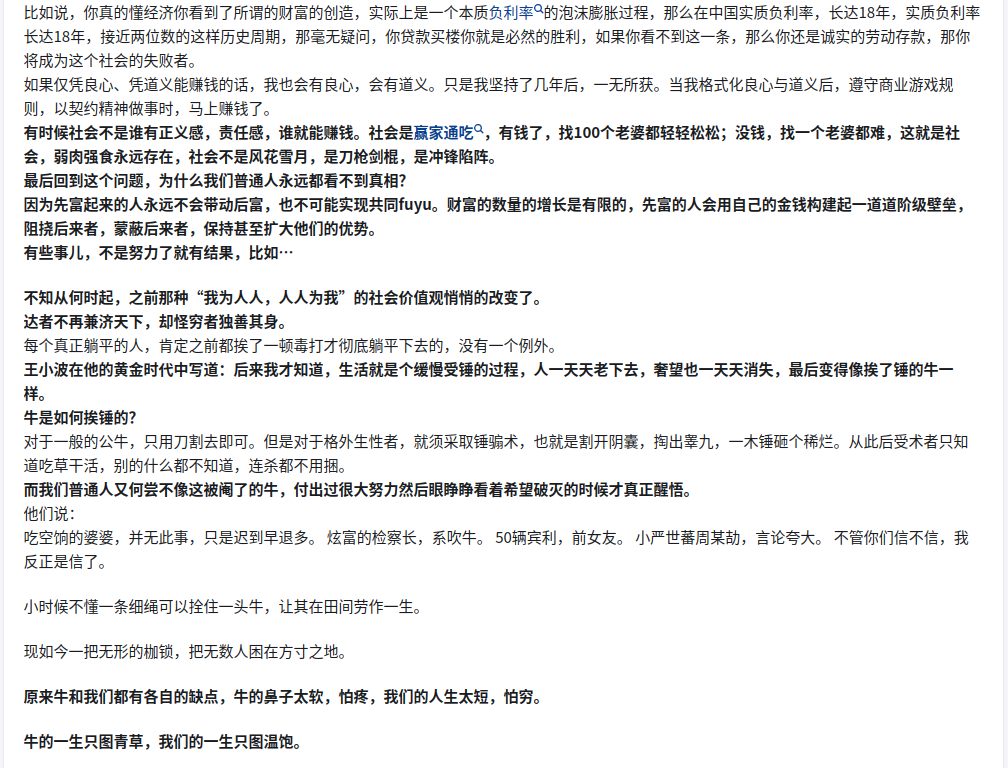 比如说，你真的懂经济你看到了所谓的财富的创造，实际上是一个本质负利率的泡沫膨胀过程，那么在中国实质负利率，长达18年，实质负利率
长达18年，接近两位数的这样历史周期，那毫无疑问，你贷款买楼你就是必然的胜利，如果你看不到这一条，那么你还是诚实的劳动存款，那你
将成为这个社会的失败者。
如果仅凭良心、凭道义能赚钱的话，我也会有良心，会有道义。只是我坚持了几年后，一无所获。当我格式化良心与道义后，遵守商业游戏规
则，以契约精神做事时，马上赚钱了。
有时候社会不是谁有正义感，责任感，谁就能赚钱。社会是赢家通吃，有钱了，找100个老婆都轻轻松松；没钱，找一个老婆都难，这就是社
会，弱肉强食永远存在，社会不是风花雪月，是刀枪剑棍，是冲锋陷阵。
最后回到这个问题，为什么我们普通人永远都看不到真相？
因为先富起来的人永远不会带动后富，也不可能实现共同fuyu。财富的数量的增长是有限的，先富的人会用自己的金钱构建起一道道阶级壁垒，
阻挠后来者，蒙蔽后来者，保持甚至扩大他们的优势。
有些事儿，不是努力了就有结果，比如…
不知从何时起，之前那种“我为人人，人人为我”的社会价值观悄悄的改变了。
达者不再兼济天下，却怪穷者独善其身。
每个真正躺平的人，肯定之前都挨了一顿毒打才彻底躺平下去的，没有一个例外。
王小波在他的黄金时代中写道：后来我才知道，生活就是个缓慢受锤的过程，人一天天老下去，奢望也一天天消失，最后变得像挨了锤的牛一
样。
牛是如何挨锤的？
对于一般的公牛，只用刀割去即可。但是对于格外生性者，就须采取锤骟术，也就是割开阴囊，掏出睾九，一木锤砸个稀烂。从此后受术者只知
道吃草干活，别的什么都不知道，连杀都不用捆。
而我们普通人又何尝不像这被阉了的牛，付出过很大努力然后眼睁睁看着希望破灭的时候才真正醒悟。
他们说：
吃空饷的婆婆，并无此事，只是迟到早退多。 炫富的检察长，系吹牛。 50辆宾利，前女友。 小严世蕃周某劼，言论夸大。 不管你们信不信，我
反正是信了。
小时候不懂一条细绳可以拴住一头牛，让其在田间劳作一生。
现如今一把无形的枷锁，把无数人困在方寸之地。
原来牛和我们都有各自的缺点，牛的鼻子太软，怕疼，我们的人生太短，怕穷。
牛的一生只图青草，我们的一生只图温饱。